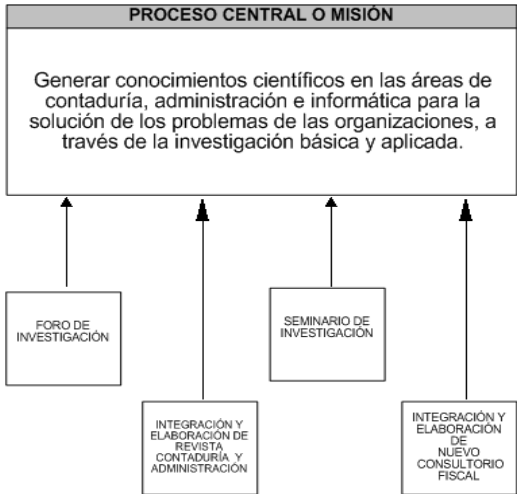 PROCESO CENTRAL O MISIÓN
Generar conocimientos científicos en las áreas de
contaduría, administración e informática para la
solución de los problemas de las organizaciones, a
través de la investigación básica y aplicada.
FORO DE
INVESTIGACIÓN
SEMINARIO DE
INVESTIGACIÓN
INTEGRACIÓN Y
ELABORACIÓN DE
REVISTA
CONTADURÍA Y
ADMINISTRACIÓN
INTEGRACIÓN Y
ELABORACIÓN
DE
NUEVO
CONSULTORIO
FISCAL